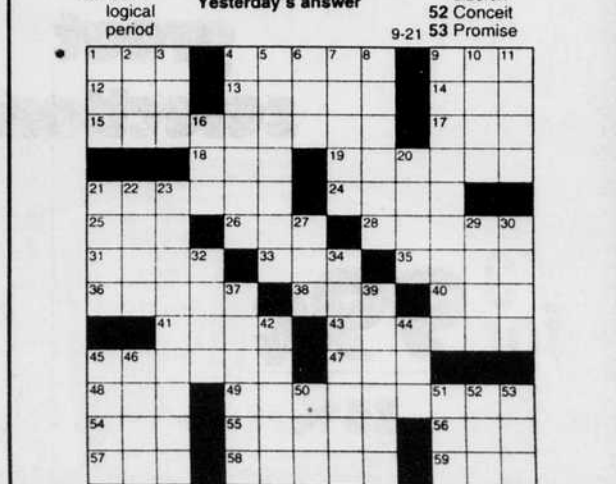 logical
period
Yesterday's answer
52 Conceit
9-21 53 Promise
1 2 3 4 5 6 7 8 9 10 11
12 13 14
15 16 17
18 19 20
21 22 23 24
25 26 27 28 29 30
31 32 33 34 35
36 37 38 39 40
41 42 43 44
45 46 47
48 49 50 51 52 53
54 55 56
57 58 59